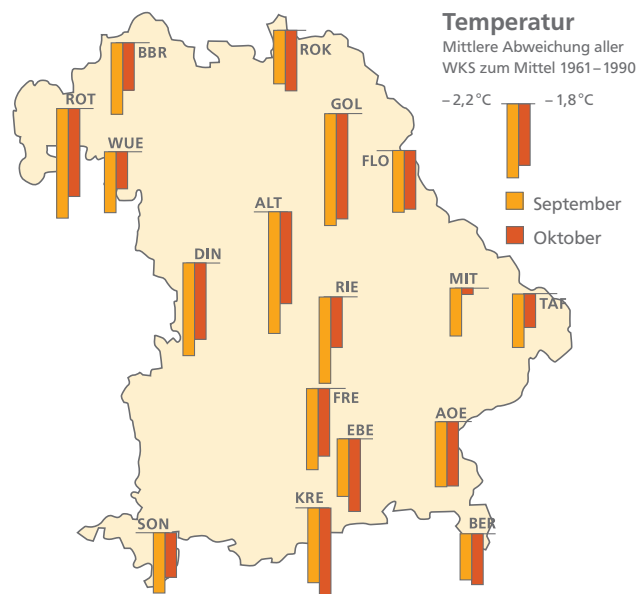 Temperatur
Mittlere Abweichung aller
WKS zum Mittel 1961–1990
–2,2 °C –1,8 °C
September
Oktober
BBR
ROK
ROT
GOL
WUE
FLO
ALT
DIN
MIT
RIE
TAF
FRE
AOE
EBE
KRE
SON
BER